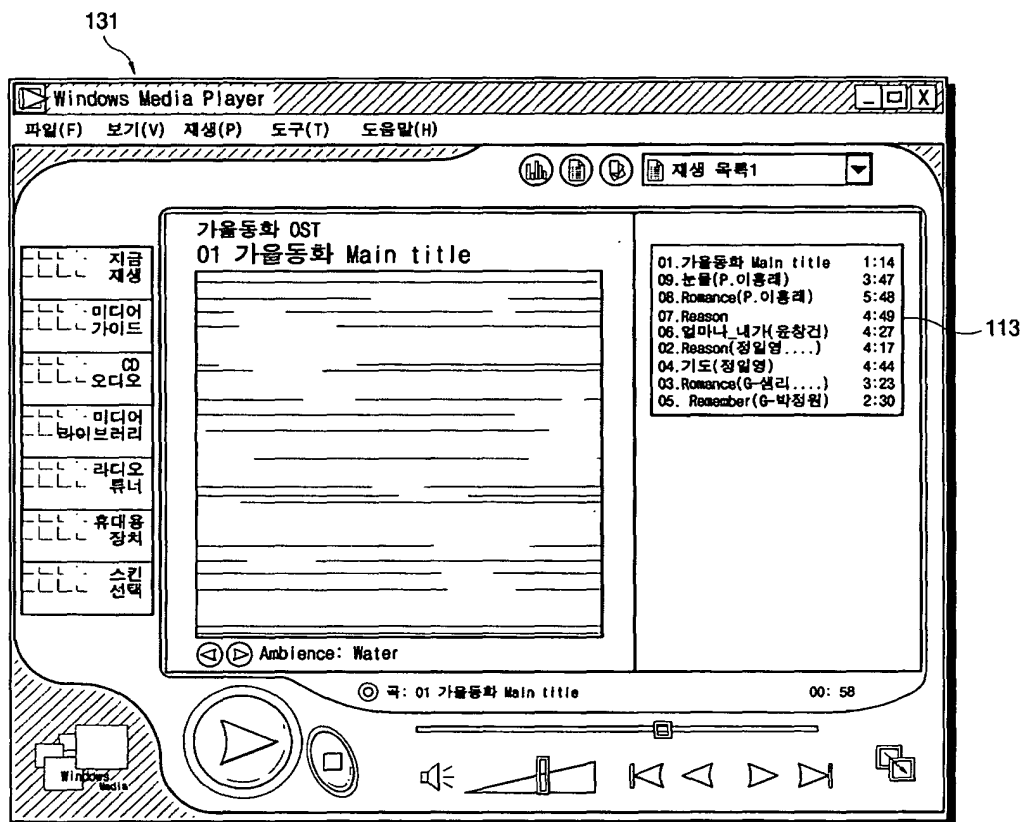 131
Windows Media Player
파일(F) 보기(V) 재생(P) 도구(T) 도움말(H)
재생 목록1
가을동화 OST
01 가을동화 Main title
지금
재생
미디어
가이드
CD
오디오
미디어
라이브러리
라디오
튜너
휴대용
장치
스킨
선택
01.가을동화 Main title 1:14
09.눈물(P.이흥래) 3:47
08.Romance(P.이흥래) 5:48
07.Reason 4:49
06.얼마나_내가(윤창건) 4:27
02.Reason(정일영....) 4:17
04.기도(정일영) 4:44
03.Romance(G-샘리....) 3:23
05. Remember(G-박정원) 2:30
113
Ambience: Water
곡: 01 가을동화 Main title 00: 58
Windows
Media